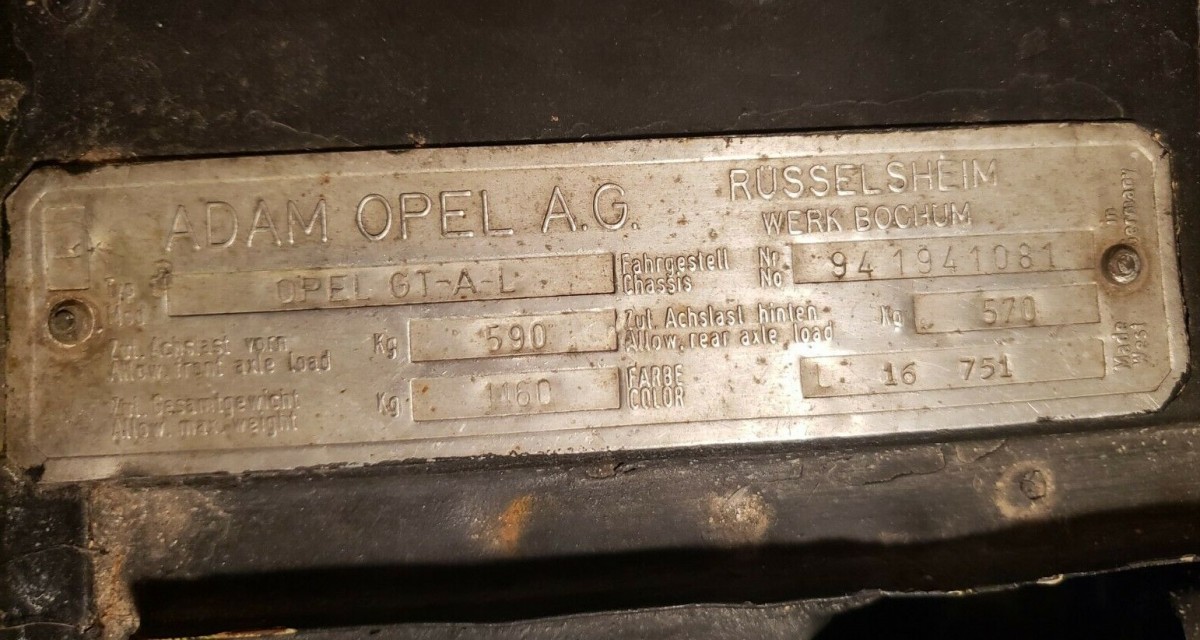 ADAM OPEL A.G.
RÜSSELSHEIM
WERK BOCHUM
OPEL GT-A-L
Fahrgestell Nr
Chassis No
941941081
Zul. Achslast vorn
Allow. front axle load
Kg
590
Zul. Achslast hinten
Allow. rear axle load
Kg
570
Zul. Gesamtgewicht
Allow. max. weight
Kg
1160
FARBE
COLOR
L 16 751
Made in
West Germany